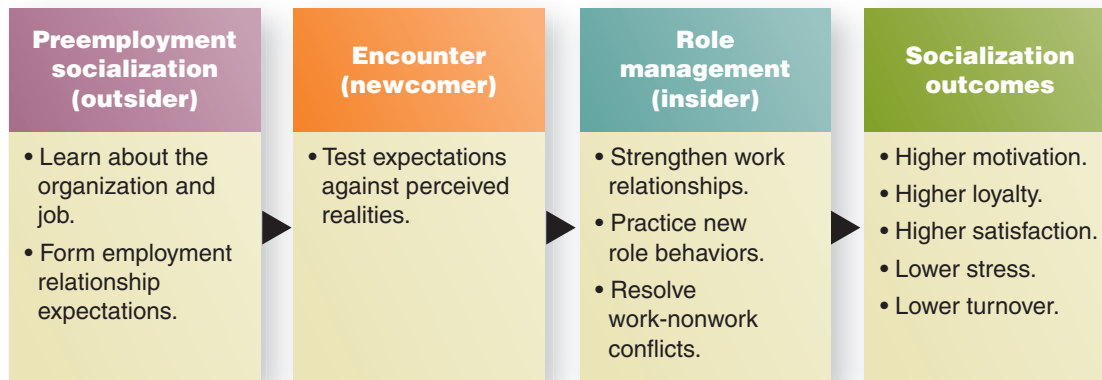 Preemployment
socialization
(outsider)
• Learn about the
organization and
job.
• Form employment
relationship
expectations.
Encounter
(newcomer)
• Test expectations
against perceived
realities.
Role
management
(insider)
• Strengthen work
relationships.
• Practice new
role behaviors.
• Resolve
work-nonwork
conflicts.
Socialization
outcomes
• Higher motivation.
• Higher loyalty.
• Higher satisfaction.
• Lower stress.
• Lower turnover.